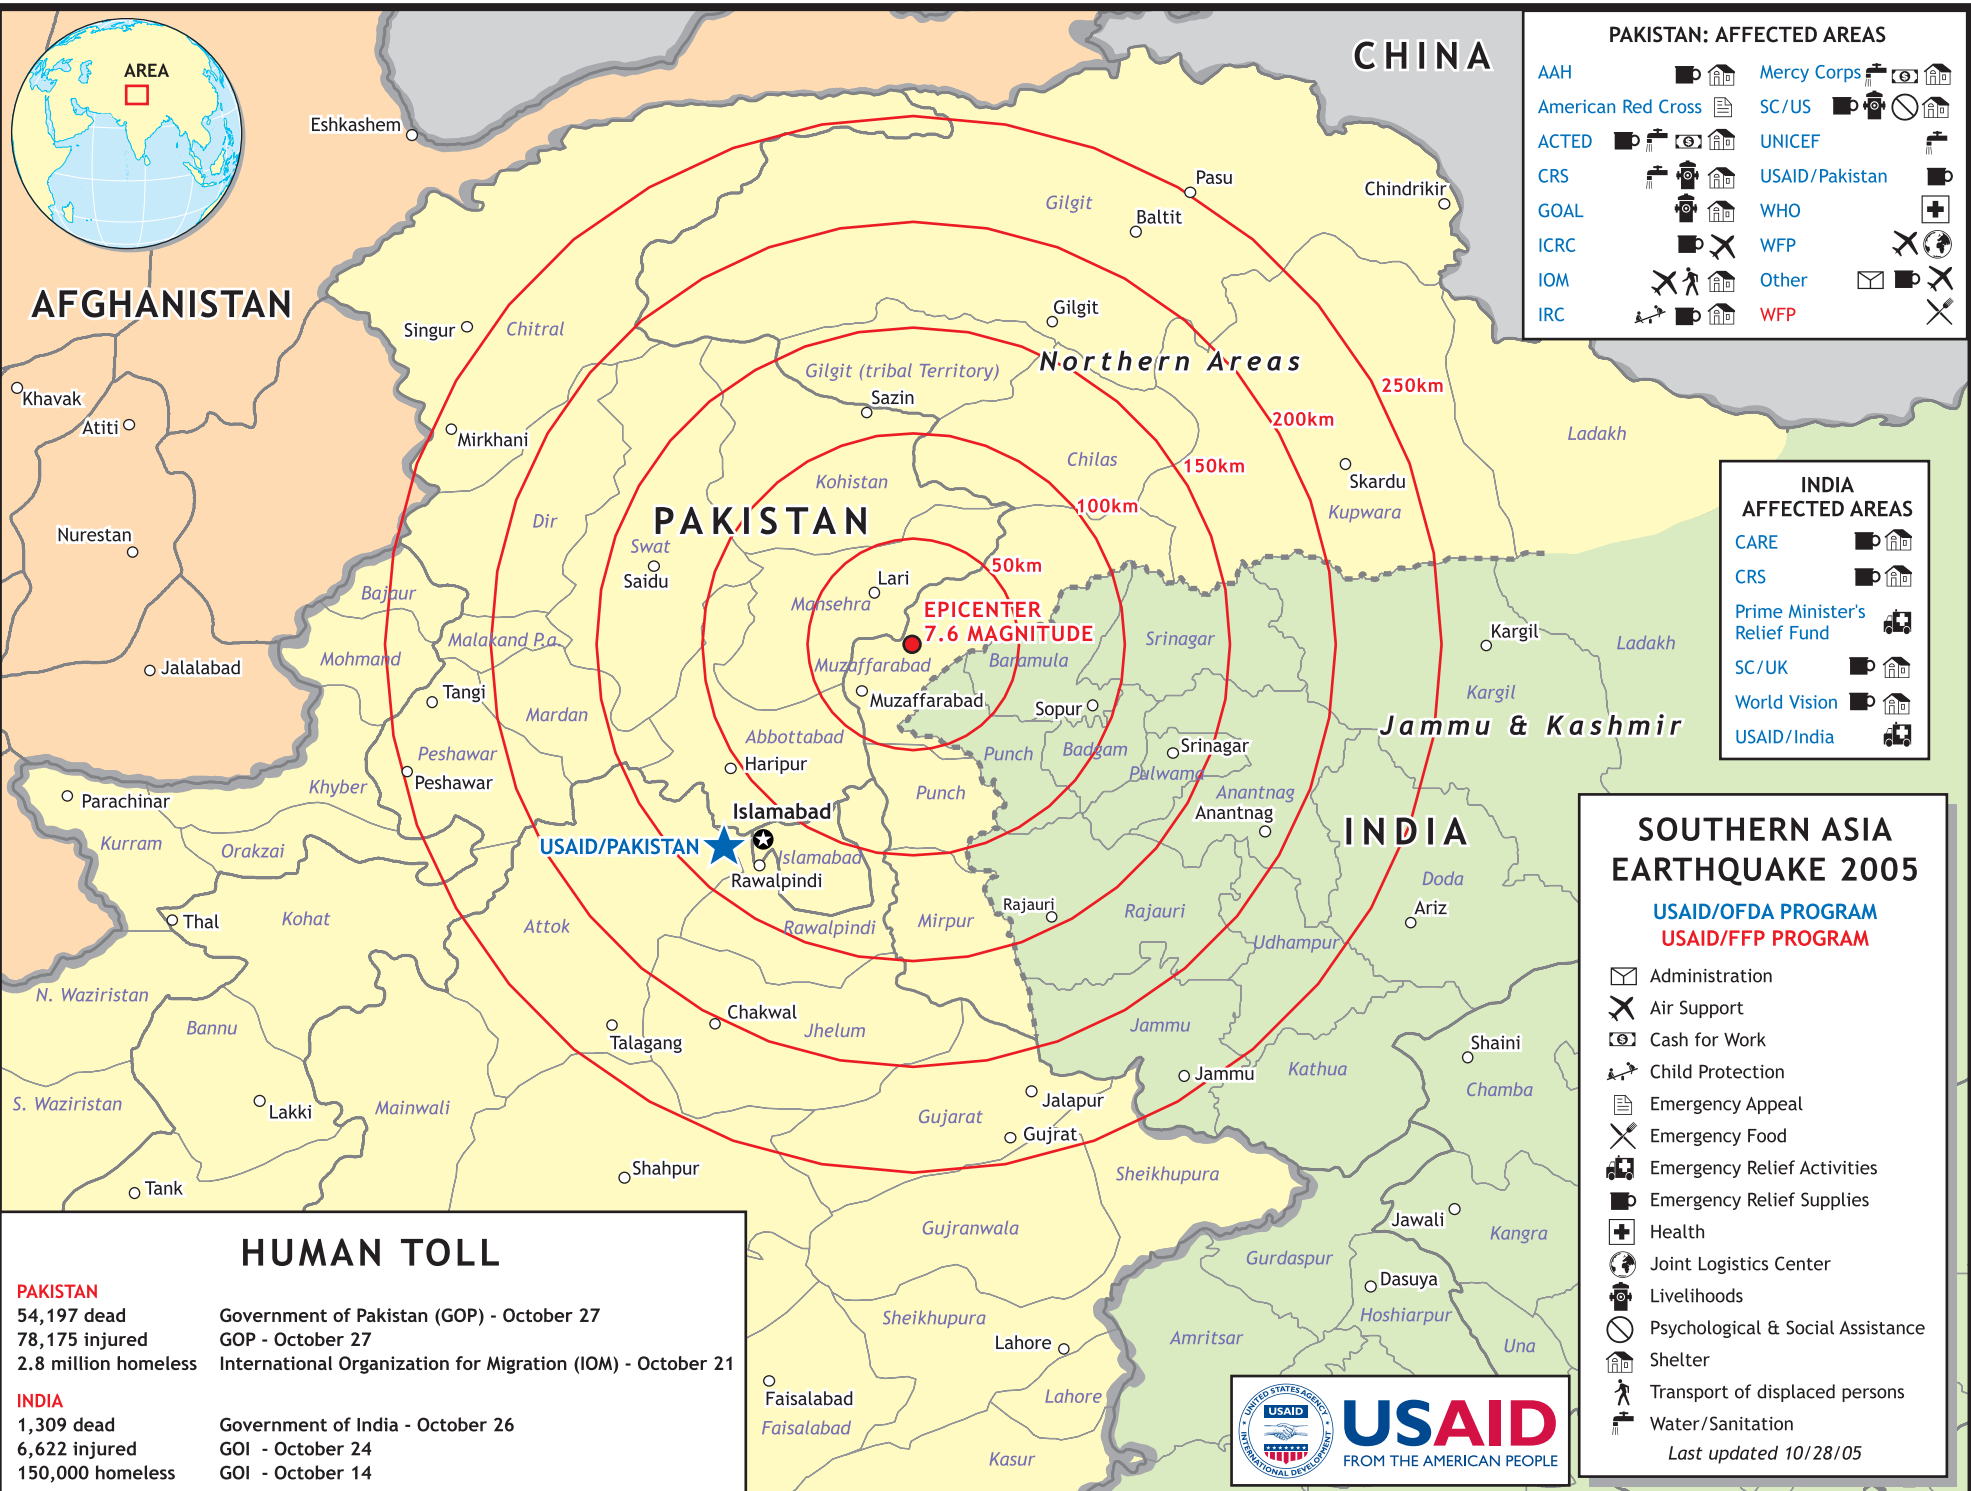 AREA
CHINA
AFGHANISTAN
PAKISTAN
INDIA
Northern Areas
Jammu & Kashmir
Eshkashem
Pasu
Baltit
Chindrikir
Gilgit
Gilgit
Singur
Chitral
Gilgit (tribal Territory)
Sazin
Khavak
Atiti
Mirkhani
Chilas
Ladakh
250km
200km
150km
100km
50km
Skardu
Kupwara
Kohistan
Dir
Swat
Saidu
Nurestan
Lari
Mansehra
EPICENTER
7.6 MAGNITUDE
Bajaur
Malakand P.a.
Mohmand
Muzaffarabad
Muzaffarabad
Baramula
Srinagar
Kargil
Ladakh
Kargil
Jalalabad
Tangi
Mardan
Sopur
Abbottabad
Haripur
Punch
Badgam
Srinagar
Pulwama
Peshawar
Peshawar
Khyber
Parachinar
Punch
Anantnag
Anantnag
Islamabad
USAID/PAKISTAN
Islamabad
Rawalpindi
Kurram
Orakzai
Doda
Ariz
Thal
Kohat
Attok
Rawalpindi
Mirpur
Rajauri
Rajauri
Udhampur
N. Waziristan
Bannu
Chakwal
Talagang
Jhelum
Jammu
Jammu
Kathua
Shaini
Chamba
S. Waziristan
Lakki
Mainwali
Jalapur
Gujarat
Gujrat
Shahpur
Tank
Sheikhupura
Gujranwala
Jawali
Kangra
Gurdaspur
Dasuya
Hoshiarpur
Sheikhupura
Lahore
Amritsar
Una
Faisalabad
Faisalabad
Lahore
Kasur
PAKISTAN: AFFECTED AREAS
AAH
American Red Cross
ACTED
CRS
GOAL
ICRC
IOM
IRC
Mercy Corps
SC/US
UNICEF
USAID/Pakistan
WHO
WFP
Other
WFP
INDIA
AFFECTED AREAS
CARE
CRS
Prime Minister's
Relief Fund
SC/UK
World Vision
USAID/India
SOUTHERN ASIA
EARTHQUAKE 2005
USAID/OFDA PROGRAM
USAID/FFP PROGRAM
Administration
Air Support
Cash for Work
Child Protection
Emergency Appeal
Emergency Food
Emergency Relief Activities
Emergency Relief Supplies
Health
Joint Logistics Center
Livelihoods
Psychological & Social Assistance
Shelter
Transport of displaced persons
Water/Sanitation
Last updated 10/28/05
HUMAN TOLL
PAKISTAN
54,197 dead Government of Pakistan (GOP) - October 27
78,175 injured GOP - October 27
2.8 million homeless International Organization for Migration (IOM) - October 21
INDIA
1,309 dead Government of India - October 26
6,622 injured GOI - October 24
150,000 homeless GOI - October 14
UNITED STATES AGENCY
USAID
INTERNATIONAL DEVELOPMENT
USAID
FROM THE AMERICAN PEOPLE